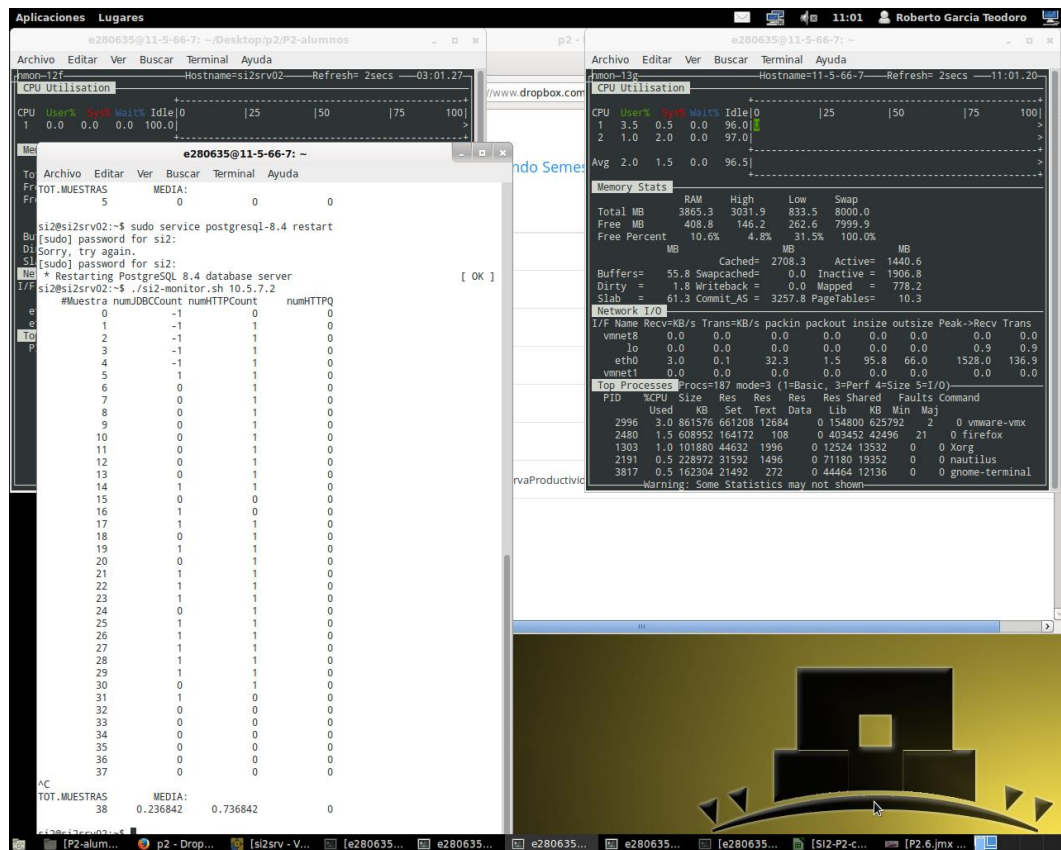 Aplicaciones Lugares
11:01 Roberto Garcia Teodoro
e280635@11-5-66-7: ~/Desktop/p2/P2-alumnos
Archivo Editar Ver Buscar Terminal Ayuda
nmon-12f Hostname=si2srv02 Refresh= 2secs 03:01.27
CPU Utilisation
CPU User% Sys% Wait% Idle|0 |25 |50 |75 100|
1 0.0 0.0 0.0 100.0| >
p2 -
//www.dropbox.com
ndo Semes
rvaProductivid
e280635@11-5-66-7: ~
Archivo Editar Ver Buscar Terminal Ayuda
TOT.MUESTRAS MEDIA:
5 0 0 0
si2@si2srv02:~$ sudo service postgresql-8.4 restart
[sudo] password for si2:
Sorry, try again.
[sudo] password for si2:
* Restarting PostgreSQL 8.4 database server [ OK ]
si2@si2srv02:~$ ./si2-monitor.sh 10.5.7.2
#Muestra numJDBCCount numHTTPCount numHTTPQ
0 -1 0 0
1 -1 1 0
2 -1 1 0
3 -1 1 0
4 -1 1 0
5 1 1 0
6 0 1 0
7 0 1 0
8 0 1 0
9 0 1 0
10 0 1 0
11 0 1 0
12 0 1 0
13 0 1 0
14 1 1 0
15 0 0 0
16 1 0 0
17 1 1 0
18 0 1 0
19 1 1 0
20 0 1 0
21 1 1 0
22 1 1 0
23 1 1 0
24 0 1 0
25 1 1 0
26 1 1 0
27 1 1 0
28 1 1 0
29 1 1 0
30 0 1 0
31 1 0 0
32 0 0 0
33 0 0 0
34 0 0 0
35 0 0 0
36 0 0 0
37 0 0 0
^C
TOT.MUESTRAS MEDIA:
38 0.236842 0.736842 0
si2@si2srv02:~$
e280635@11-5-66-7: ~
Archivo Editar Ver Buscar Terminal Ayuda
nmon-13g Hostname=11-5-66-7 Refresh= 2secs 11:01.20
CPU Utilisation
CPU User% Sys% Wait% Idle|0 |25 |50 |75 100|
1 3.5 0.5 0.0 96.0|U >
2 1.0 2.0 0.0 97.0| >
Avg 2.0 1.5 0.0 96.5| >
Memory Stats
RAM High Low Swap
Total MB 3865.3 3031.9 833.5 8000.0
Free MB 408.8 146.2 262.6 7999.9
Free Percent 10.6% 4.8% 31.5% 100.0%
MB MB MB
Cached= 2708.3 Active= 1440.6
Buffers= 55.8 Swapcached= 0.0 Inactive = 1906.8
Dirty = 1.8 Writeback = 0.0 Mapped = 778.2
Slab = 61.3 Commit_AS = 3257.8 PageTables= 10.3
Network I/O
I/F Name Recv=KB/s Trans=KB/s packin packout insize outsize Peak->Recv Trans
vmnet8 0.0 0.0 0.0 0.0 0.0 0.0 0.0 0.0
lo 0.0 0.0 0.0 0.0 0.0 0.0 0.9 0.9
eth0 3.0 0.1 32.3 1.5 95.8 66.0 1528.0 136.9
vmnet1 0.0 0.0 0.0 0.0 0.0 0.0 0.0 0.0
Top Processes Procs=187 mode=3 (1=Basic, 3=Perf 4=Size 5=I/O)
PID %CPU Size Res Res Res Res Shared Faults Command
Used KB Set Text Data Lib KB Min Maj
2996 3.0 861576 661208 12684 0 154800 625792 2 0 vmware-vmx
2480 1.5 608952 164172 108 0 403452 42496 21 0 firefox
1303 1.0 101880 44632 1996 0 12524 13532 0 0 Xorg
2191 0.5 228972 31592 1496 0 71180 19352 0 0 nautilus
3817 0.5 162304 21492 272 0 44464 12136 0 0 gnome-terminal
Warning: Some Statistics may not shown
[P2-alum... p2 - Drop... [si2srv - V... [e280635... e280635... e280635... e280635... [e280635... [SI2-P2-c... [P2.6.jmx ...